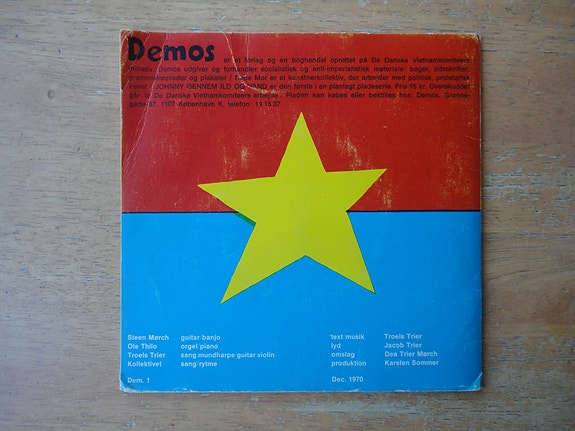 Demos er et forlag og en boghandel oprettet på De Danske Vietnamkomiteers
initiativ. Demos udgiver og forhandler socialistisk og anti-imperialistisk materiale: bøger, tidsskrifter,
grammofonplader og plakater / Røde Mor er et kunstnerkollektiv, der arbejder med politisk, proletarisk
kunst / JOHNNY GENNEM ILD OG VAND er den første i en planlagt pladeserie. Pris 15 kr. Overskuddet
går til De Danske Vietnamkomiteers arbejde / Pladen kan købes eller bestilles hos: Demos, Grønne-
gade 37, 1107 København K, telefon: 11 15 37
Steen Mørch guitar/banjo
Ole Thilo orgel/piano
Troels Trier sang/mundharpe/guitar/violin
Kollektivet sang/rytme
Dem. 1
text/musik Troels Trier
lyd Jacob Trier
omslag Dea Trier Mørch
produktion Karsten Sommer
Dec. 1970